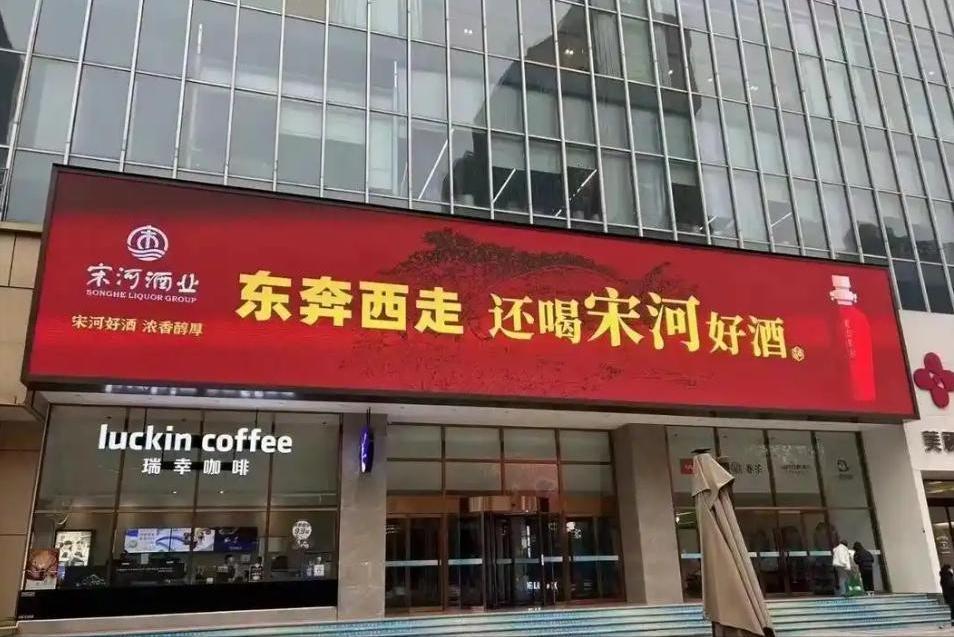 宋河酒业
SONGHE LIQUOR GROUP
宋河好酒 浓香醇厚
东奔西走 还喝宋河好酒
luckin coffee
瑞幸咖啡